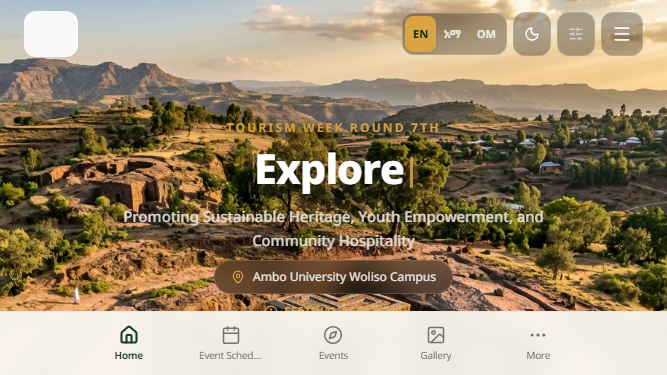 EN
አማ
OM
TOURISM WEEK ROUND 7TH
Explore
Promoting Sustainable Heritage, Youth Empowerment, and
Community Hospitality
Ambo University Woliso Campus
Home
Event Sched...
Events
Gallery
More